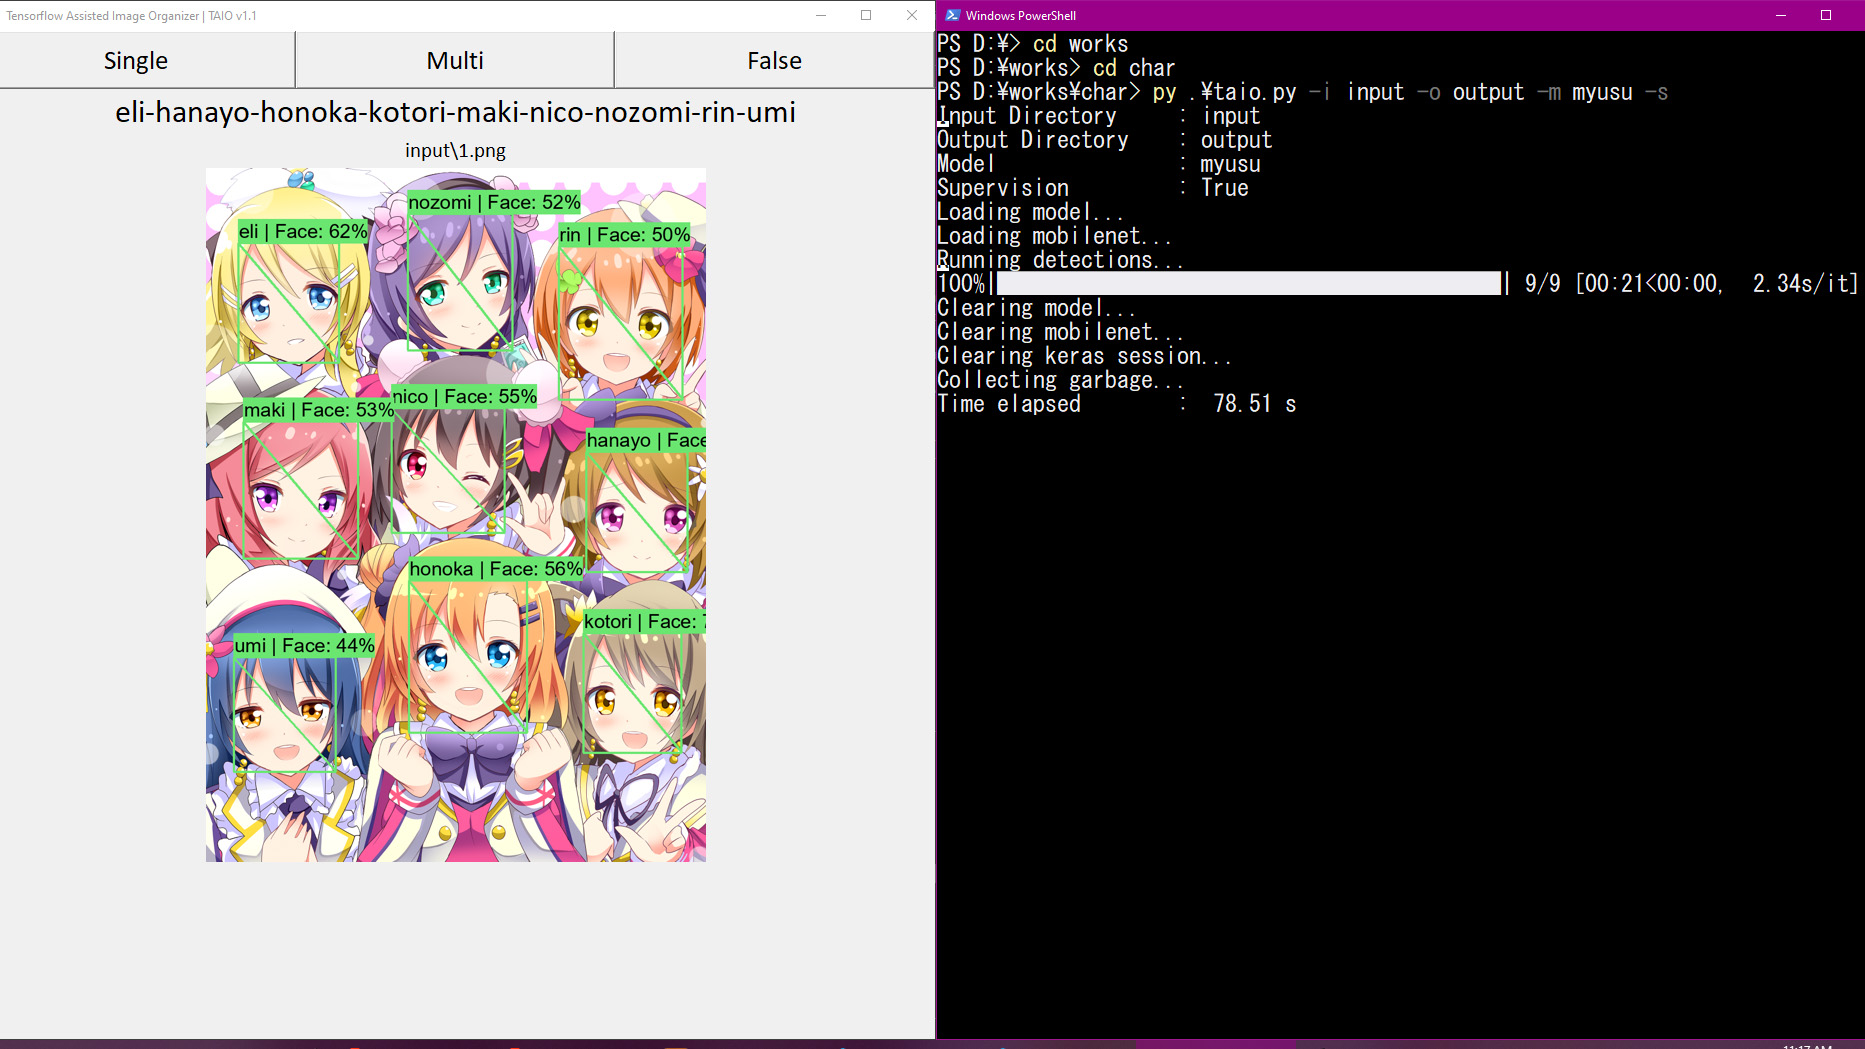 Tensorflow Assisted Image Organizer | TAIO v1.1
Single
Multi
False
eli-hanayo-honoka-kotori-maki-nico-nozomi-rin-umi
input\1.png
nozomi | Face: 52%
eli | Face: 62%
rin | Face: 50%
nico | Face: 55%
maki | Face: 53%
hanayo | Face
honoka | Face: 56%
kotori | Face:
umi | Face: 44%
Windows PowerShell
PS D:¥> cd works
PS D:¥works> cd char
PS D:¥works¥char> py .¥taio.py -i input -o output -m myusu -s
Input Directory : input
Output Directory : output
Model : myusu
Supervision : True
Loading model...
Loading mobilenet...
Running detections...
100%| | 9/9 [00:21<00:00, 2.34s/it]
Clearing model...
Clearing mobilenet...
Clearing keras session...
Collecting garbage...
Time elapsed : 78.51 s